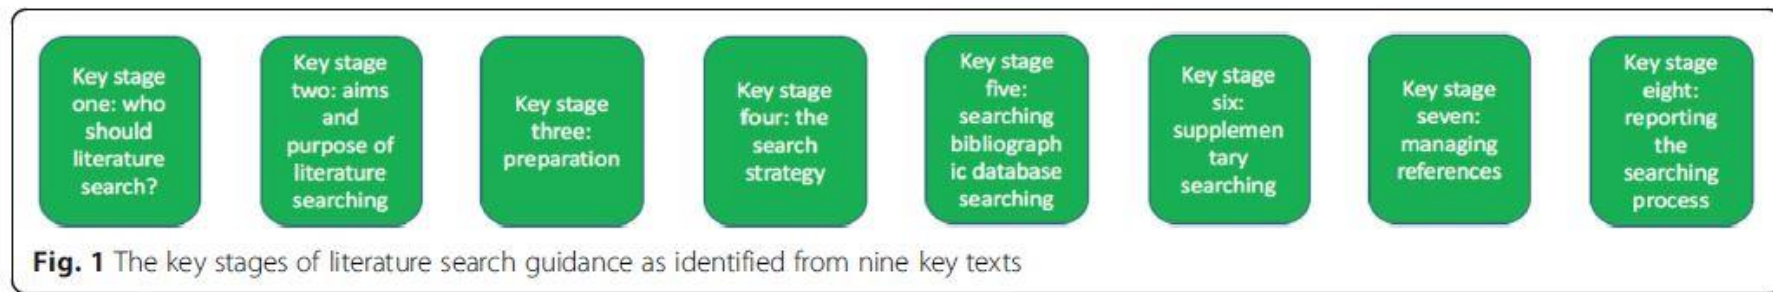 Key stage
one: who
should
literature
search?
Key stage
two: aims
and
purpose of
literature
searching
Key stage
three:
preparation
Key stage
four: the
search
strategy
Key stage
five:
searching
bibliograph
ic database
searching
Key stage
six:
supplemen
tary
searching
Key stage
seven:
managing
references
Key stage
eight:
reporting
the
searching
process
Fig. 1 The key stages of literature search guidance as identified from nine key texts